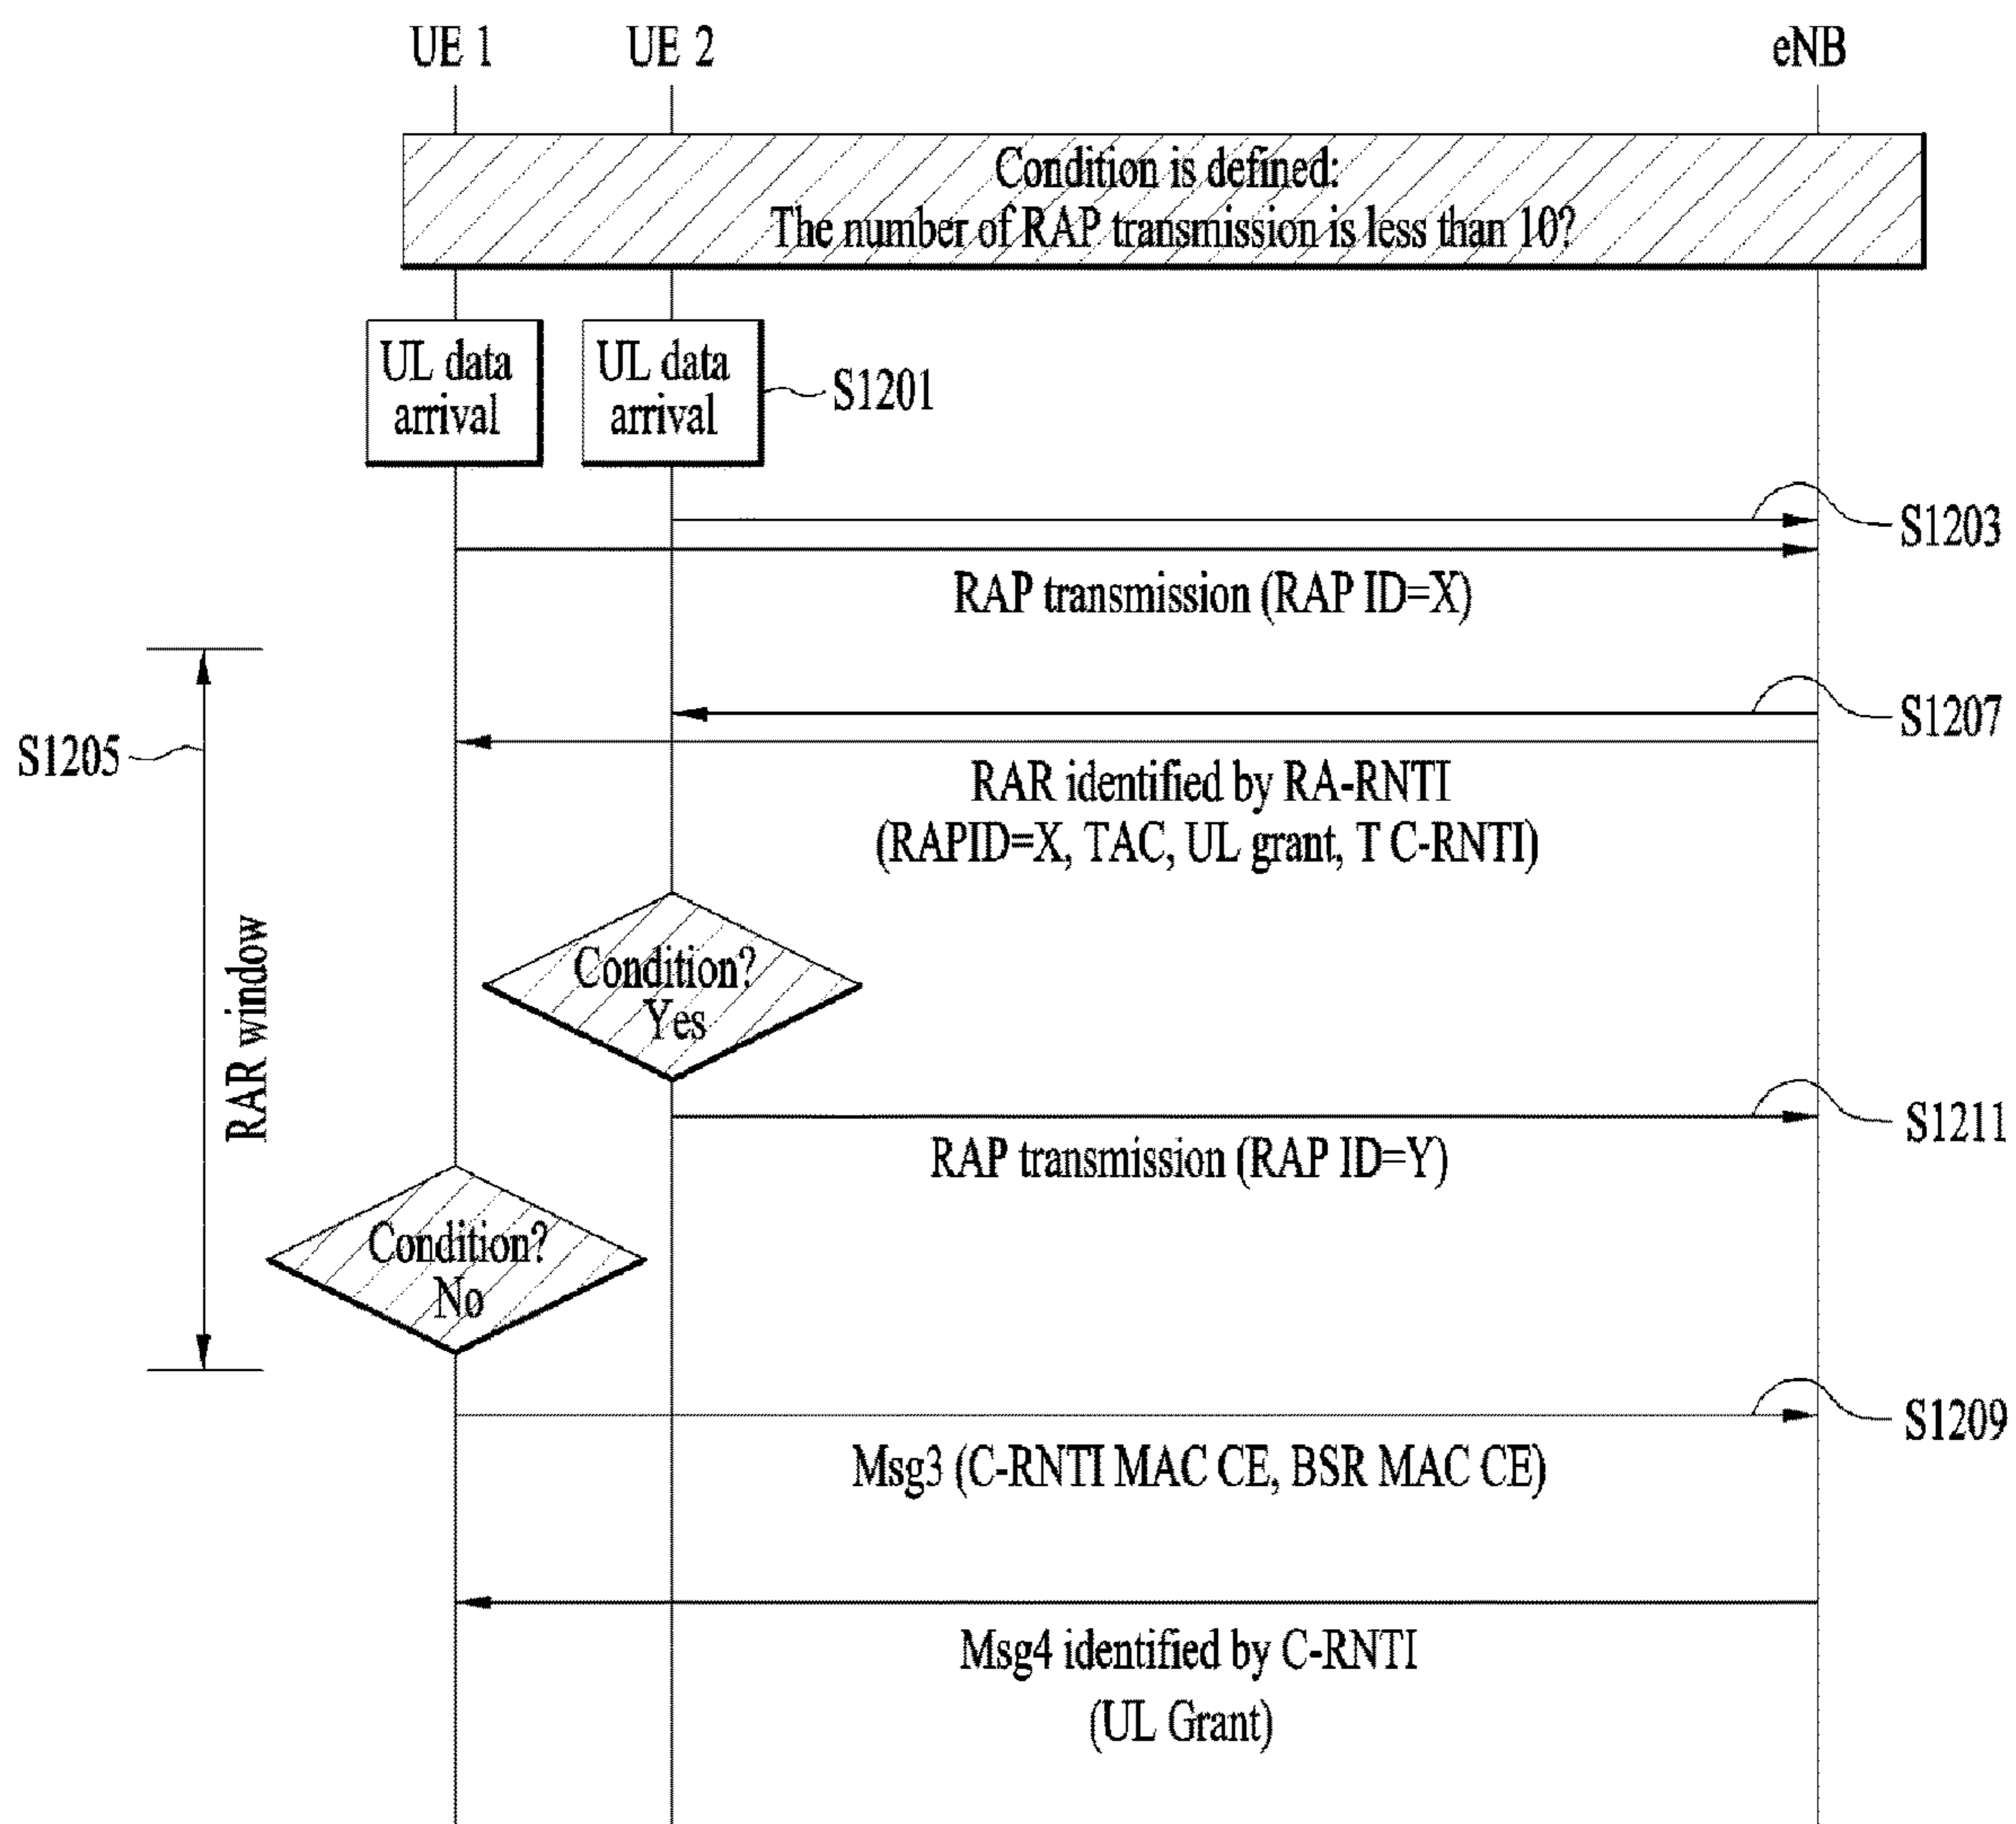 UE 1
UE 2
eNB
Condition is defined:
The number of RAP transmission is less than 10?
UL data
arrival
UL data
arrival
S1201
S1203
RAP transmission (RAP ID=X)
S1207
S1205
RAR identified by RA-RNTI
(RAPID=X, TAC, UL grant, T C-RNTI)
RAR window
Condition?
Yes
S1211
RAP transmission (RAP ID=Y)
Condition?
No
S1209
Msg3 (C-RNTI MAC CE, BSR MAC CE)
Msg4 identified by C-RNTI
(UL Grant)